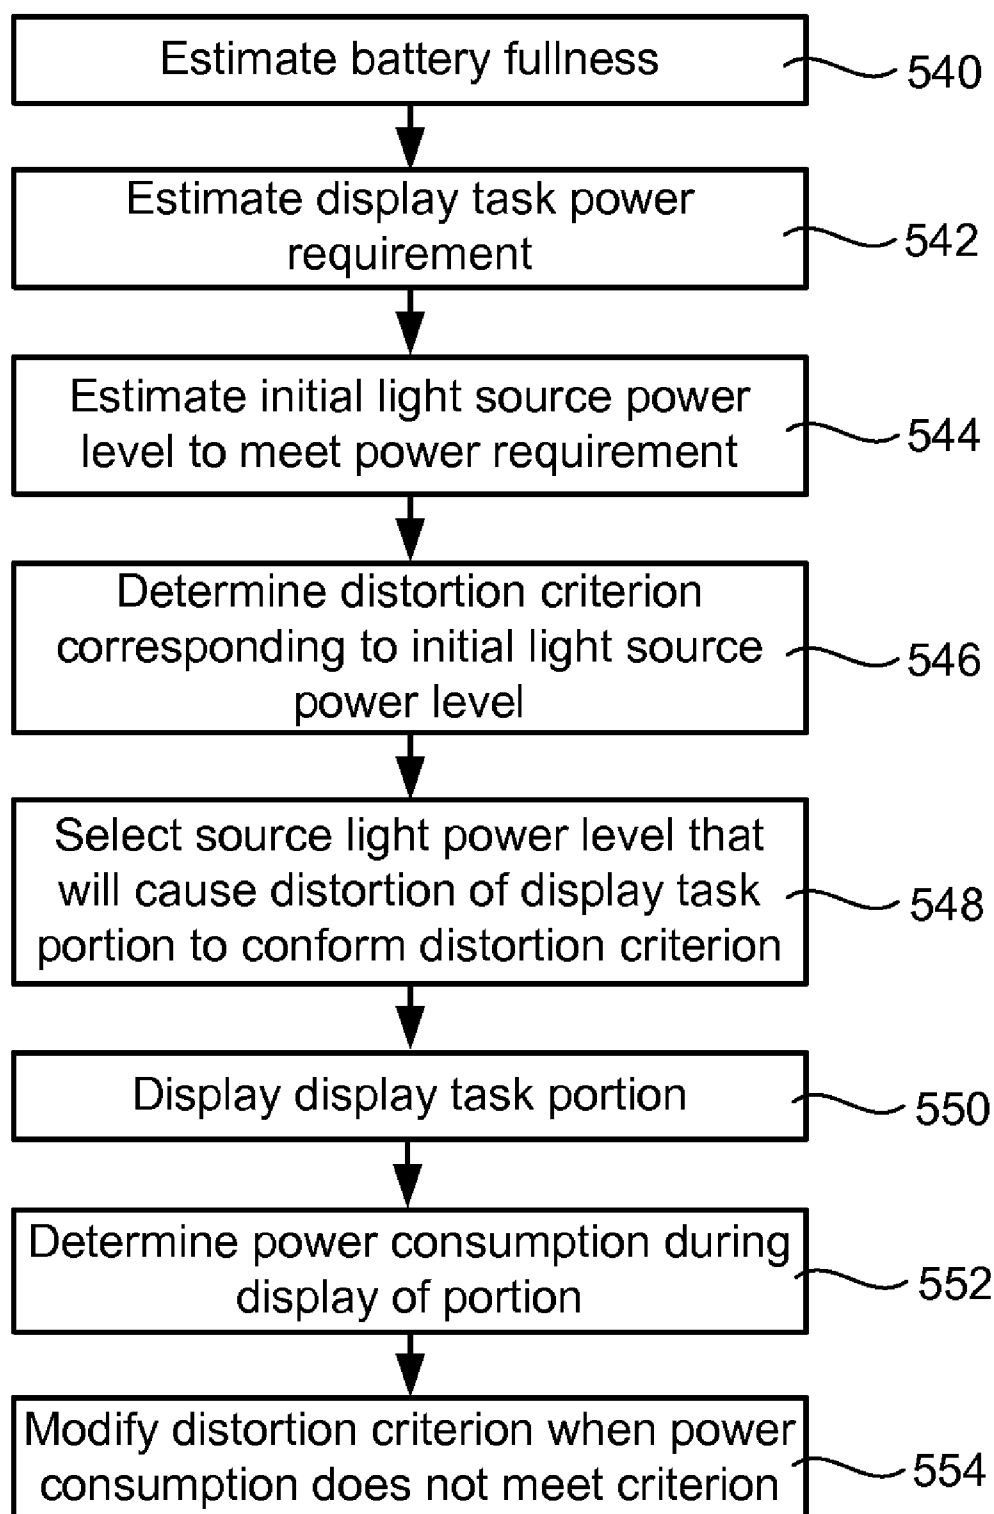 Estimate battery fullness
540
Estimate display task power
requirement
542
Estimate initial light source power
level to meet power requirement
544
Determine distortion criterion
corresponding to initial light source
power level
546
Select source light power level that
will cause distortion of display task
portion to conform distortion criterion
548
Display display task portion
550
Determine power consumption during
display of portion
552
Modify distortion criterion when power
consumption does not meet criterion
554